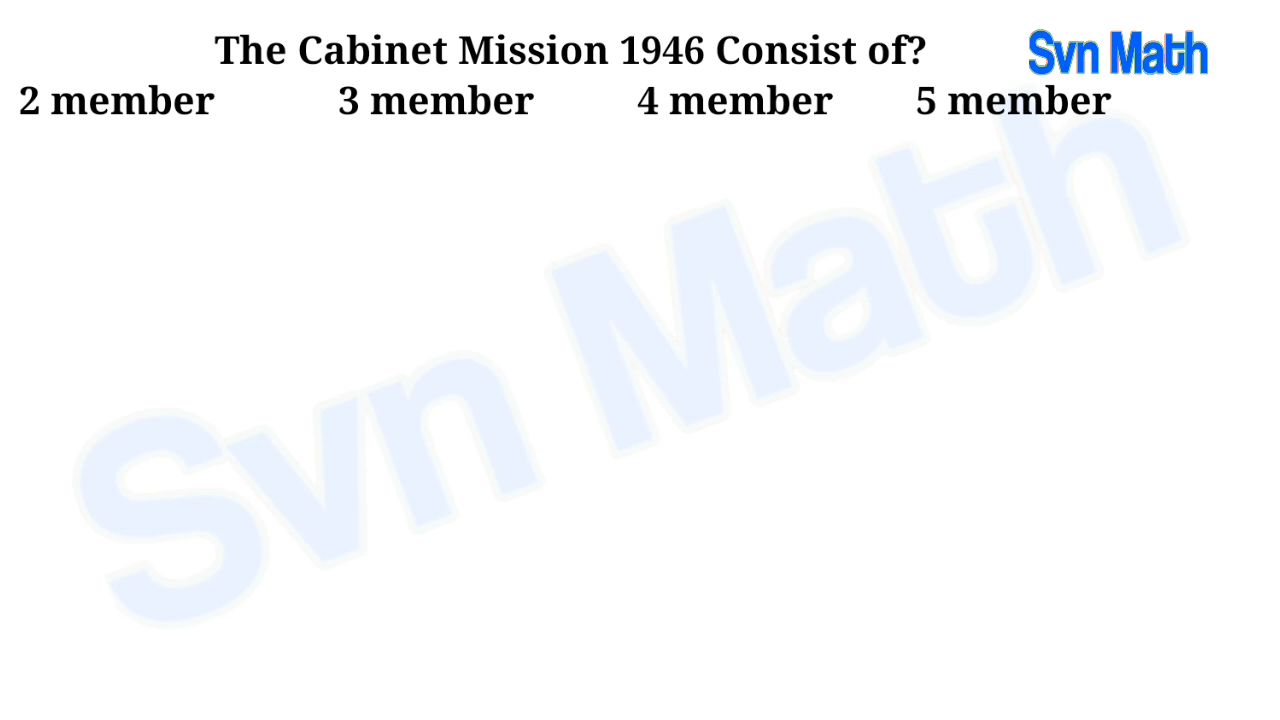 The Cabinet Mission 1946 Consist of?
Svn Math
2 member 3 member 4 member 5 member
Svn Math